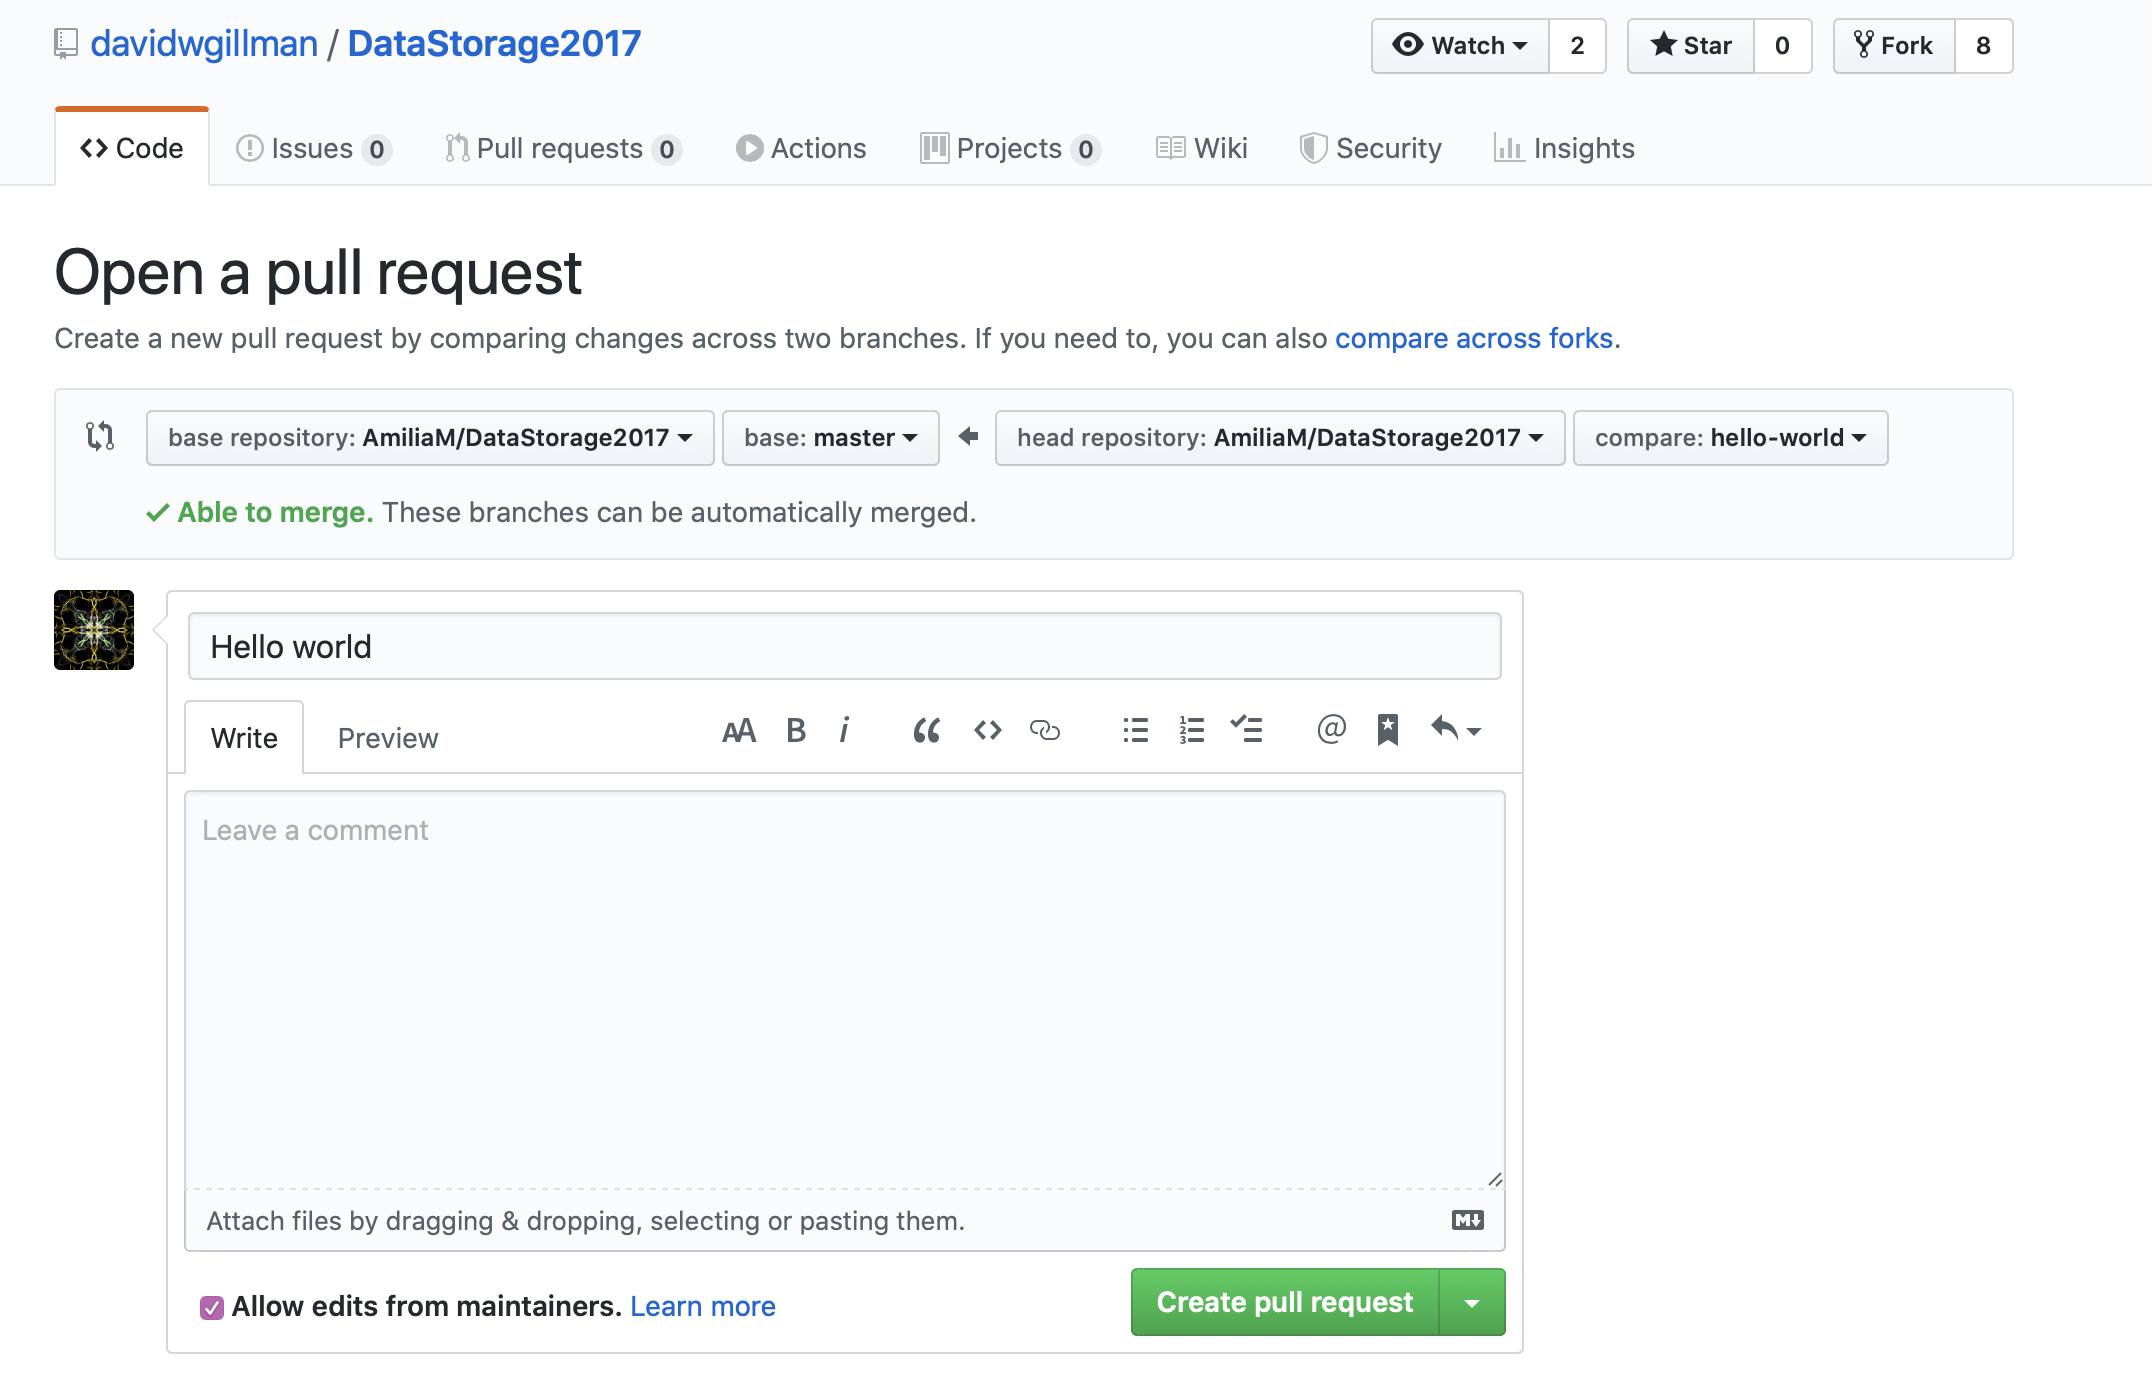 davidwgillman / DataStorage2017
Watch 2 Star 0 Fork 8
Code Issues 0 Pull requests 0 Actions Projects 0 Wiki Security Insights
Open a pull request
Create a new pull request by comparing changes across two branches. If you need to, you can also compare across forks.
base repository: AmiliaM/DataStorage2017 base: master head repository: AmiliaM/DataStorage2017 compare: hello-world
Able to merge. These branches can be automatically merged.
Hello world
Write Preview AA B i “ <> 1 2 3 @
Leave a comment
Attach files by dragging & dropping, selecting or pasting them. M
Allow edits from maintainers. Learn more Create pull request